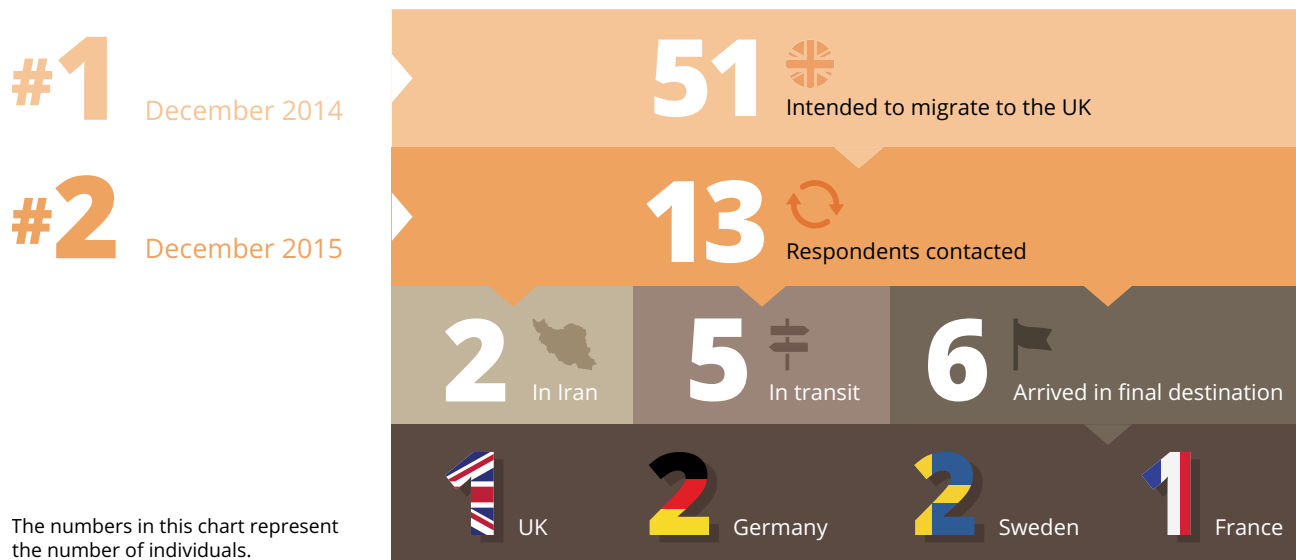 #1 December 2014
51
Intended to migrate to the UK
#2 December 2015
13
Respondents contacted
2 In Iran
5 In transit
6 Arrived in final destination
1 UK
2 Germany
2 Sweden
1 France
The numbers in this chart represent
the number of individuals.